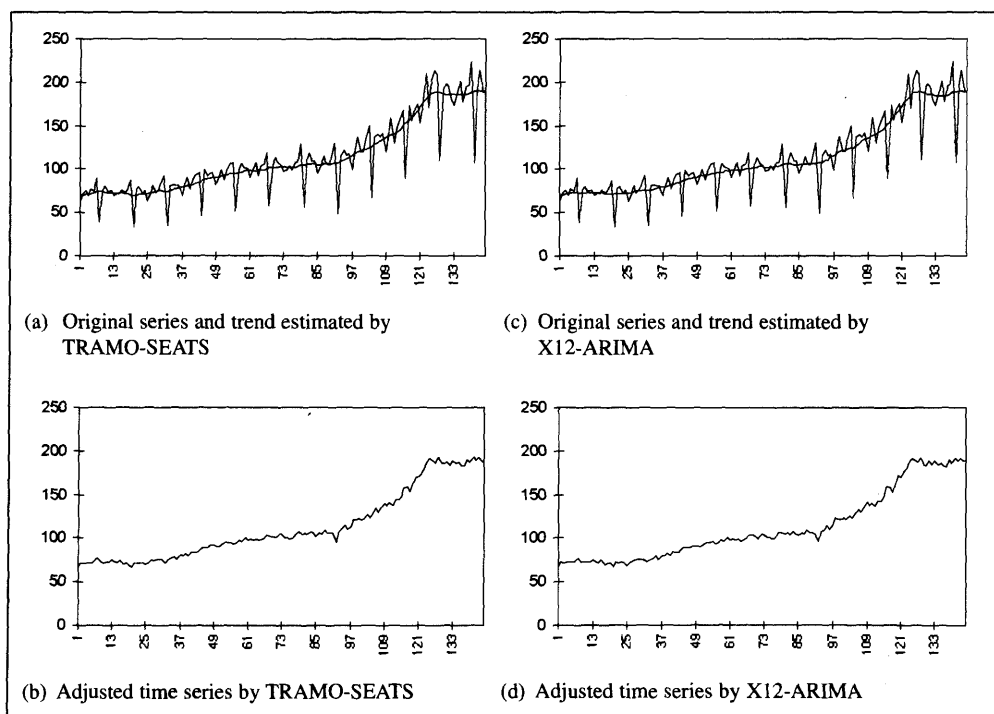 250
200
150
100
50
0
1 13 25 37 49 61 73 85 97 109 121 133
(a) Original series and trend estimated by
TRAMO-SEATS
250
200
150
100
50
0
1 13 25 37 49 61 73 85 97 109 121 133
(c) Original series and trend estimated by
X12-ARIMA
250
200
150
100
50
0
1 13 25 37 49 61 73 85 97 109 121 133
(b) Adjusted time series by TRAMO-SEATS
250
200
150
100
50
0
1 13 25 37 49 61 73 85 97 109 121 133
(d) Adjusted time series by X12-ARIMA